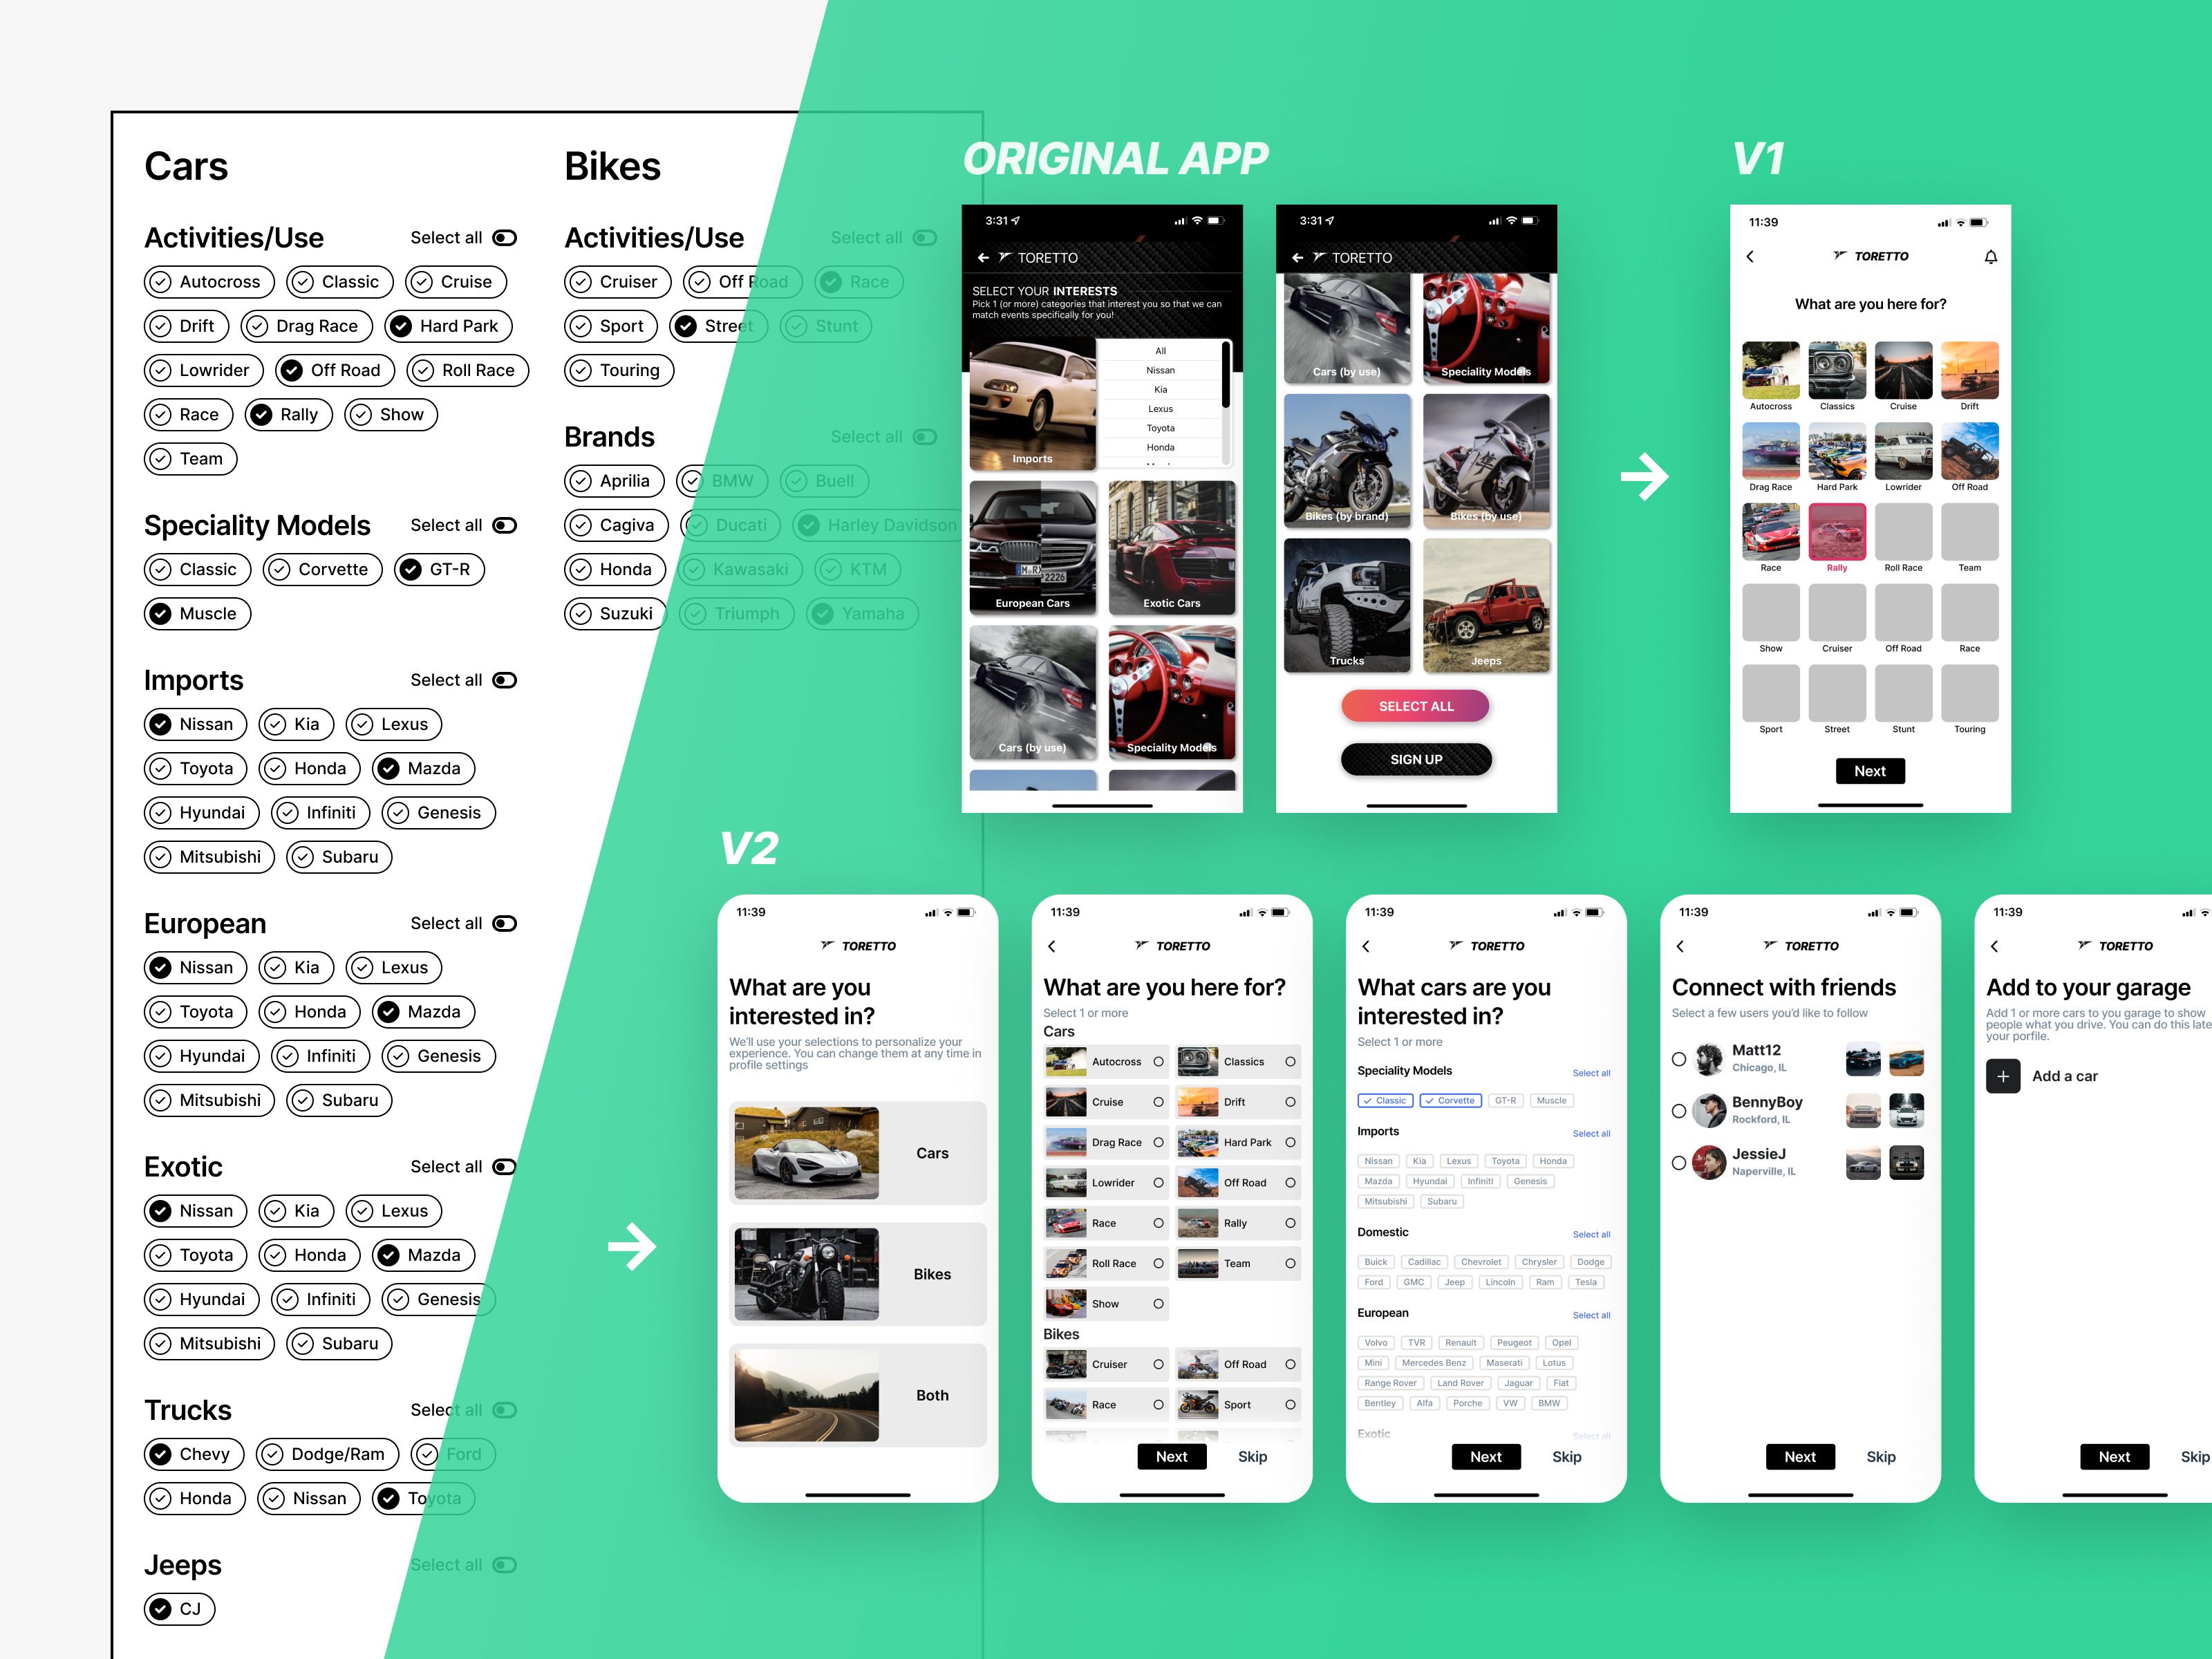 Cars
Activities/Use Select all
Autocross Classic Cruise
Drift Drag Race Hard Park
Lowrider Off Road Roll Race
Race Rally Show
Team
Speciality Models Select all
Classic Corvette GT-R
Muscle
Imports Select all
Nissan Kia Lexus
Toyota Honda Mazda
Hyundai Infiniti Genesis
Mitsubishi Subaru
European Select all
Nissan Kia Lexus
Toyota Honda Mazda
Hyundai Infiniti Genesis
Mitsubishi Subaru
Exotic Select all
Nissan Kia Lexus
Toyota Honda Mazda
Hyundai Infiniti Genesis
Mitsubishi Subaru
Trucks Select all
Chevy Dodge/Ram Ford
Honda Nissan Toyota
Jeeps Select all
CJ
Bikes
Activities/Use Select all
Cruiser Off Road Race
Sport Street Stunt
Touring
Brands Select all
Aprilia BMW Buell
Cagiva Ducati Harley Davidson
Honda Kawasaki KTM
Suzuki Triumph Yamaha
ORIGINAL APP
3:31
TORETTO
SELECT YOUR INTERESTS
Pick 1 (or more) categories that interest you so that we can
match events specifically for you!
Imports
All
Nissan
Kia
Lexus
Toyota
Honda
European Cars
Exotic Cars
Cars (by use)
Speciality Models
3:31
TORETTO
Cars (by use)
Speciality Models
Bikes (by brand)
Bikes (by use)
Trucks
Jeeps
SELECT ALL
SIGN UP
V1
11:39
TORETTO
What are you here for?
Autocross Classics Cruise Drift
Drag Race Hard Park Lowrider Off Road
Race Rally Roll Race Team
Show Cruiser Off Road Race
Sport Street Stunt Touring
Next
V2
11:39
TORETTO
What are you
interested in?
We'll use your selections to personalize your
experience. You can change them at any time in
profile settings
Cars
Bikes
Both
11:39
TORETTO
What are you here for?
Select 1 or more
Cars
Autocross Classics
Cruise Drift
Drag Race Hard Park
Lowrider Off Road
Race Rally
Roll Race Team
Show
Bikes
Cruiser Off Road
Race Sport
Next Skip
11:39
TORETTO
What cars are you
interested in?
Select 1 or more
Speciality Models Select all
Classic Corvette GT-R Muscle
Imports Select all
Nissan Kia Lexus Toyota Honda
Mazda Hyundai Infiniti Genesis
Mitsubishi Subaru
Domestic Select all
Buick Cadillac Chevrolet Chrysler Dodge
Ford GMC Jeep Lincoln Ram Tesla
European Select all
Volvo TVR Renault Peugeot Opel
Mini Mercedes Benz Maserati Lotus
Range Rover Land Rover Jaguar Fiat
Bentley Alfa Porche VW BMW
Exotic Select all
Next Skip
11:39
TORETTO
Connect with friends
Select a few users you'd like to follow
Matt12
Chicago, IL
BennyBoy
Rockford, IL
JessieJ
Naperville, IL
Next Skip
11:39
TORETTO
Add to your garage
Add 1 or more cars to you garage to show
people what you drive. You can do this late
your porfile.
Add a car
Next Skip